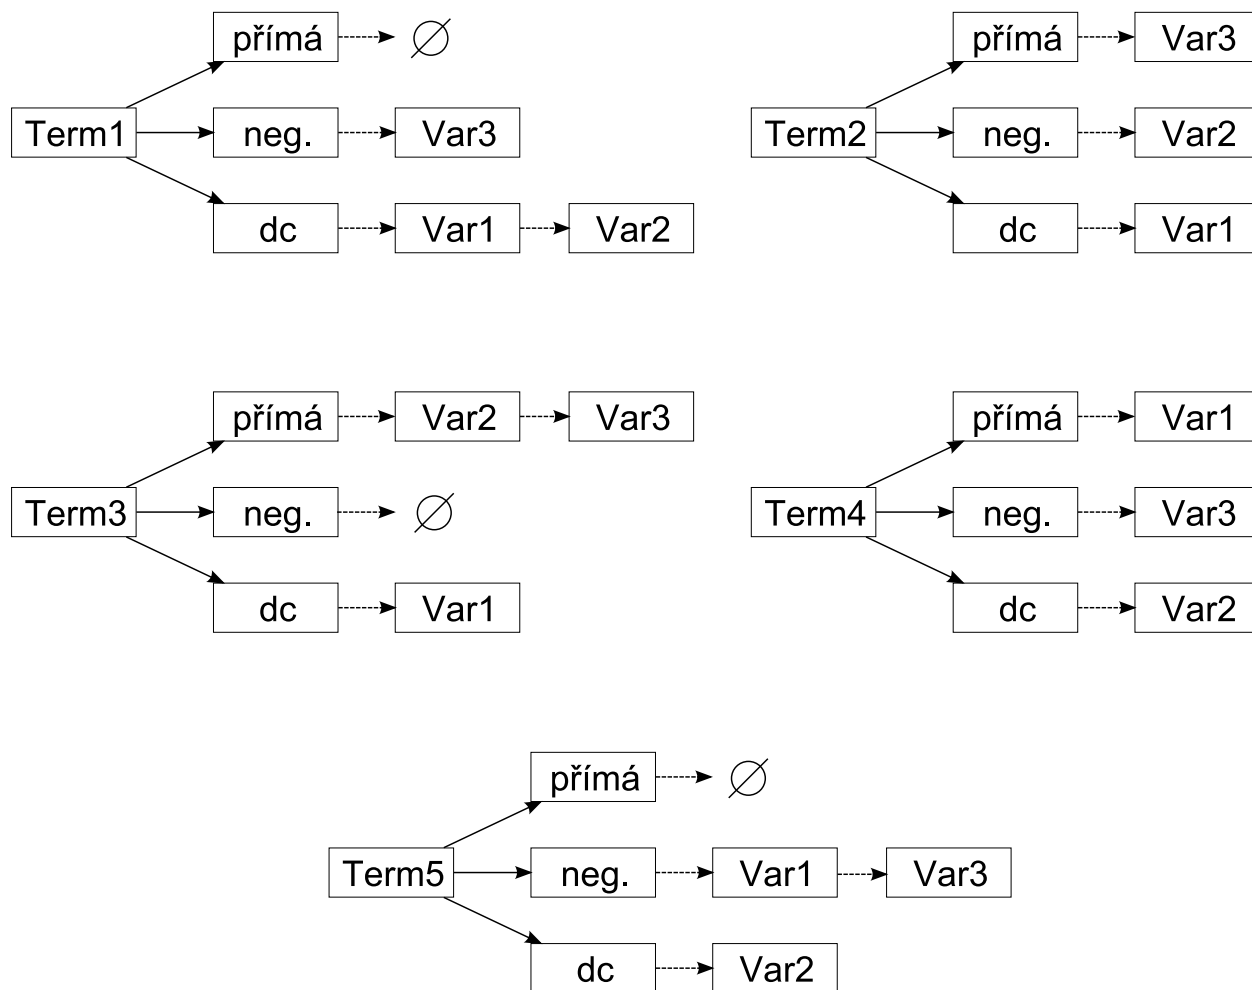 přímá ∅
Term1 neg. Var3
dc Var1 Var2
přímá Var3
Term2 neg. Var2
dc Var1
přímá Var2 Var3
Term3 neg. ∅
dc Var1
přímá Var1
Term4 neg. Var3
dc Var2
přímá ∅
Term5 neg. Var1 Var3
dc Var2